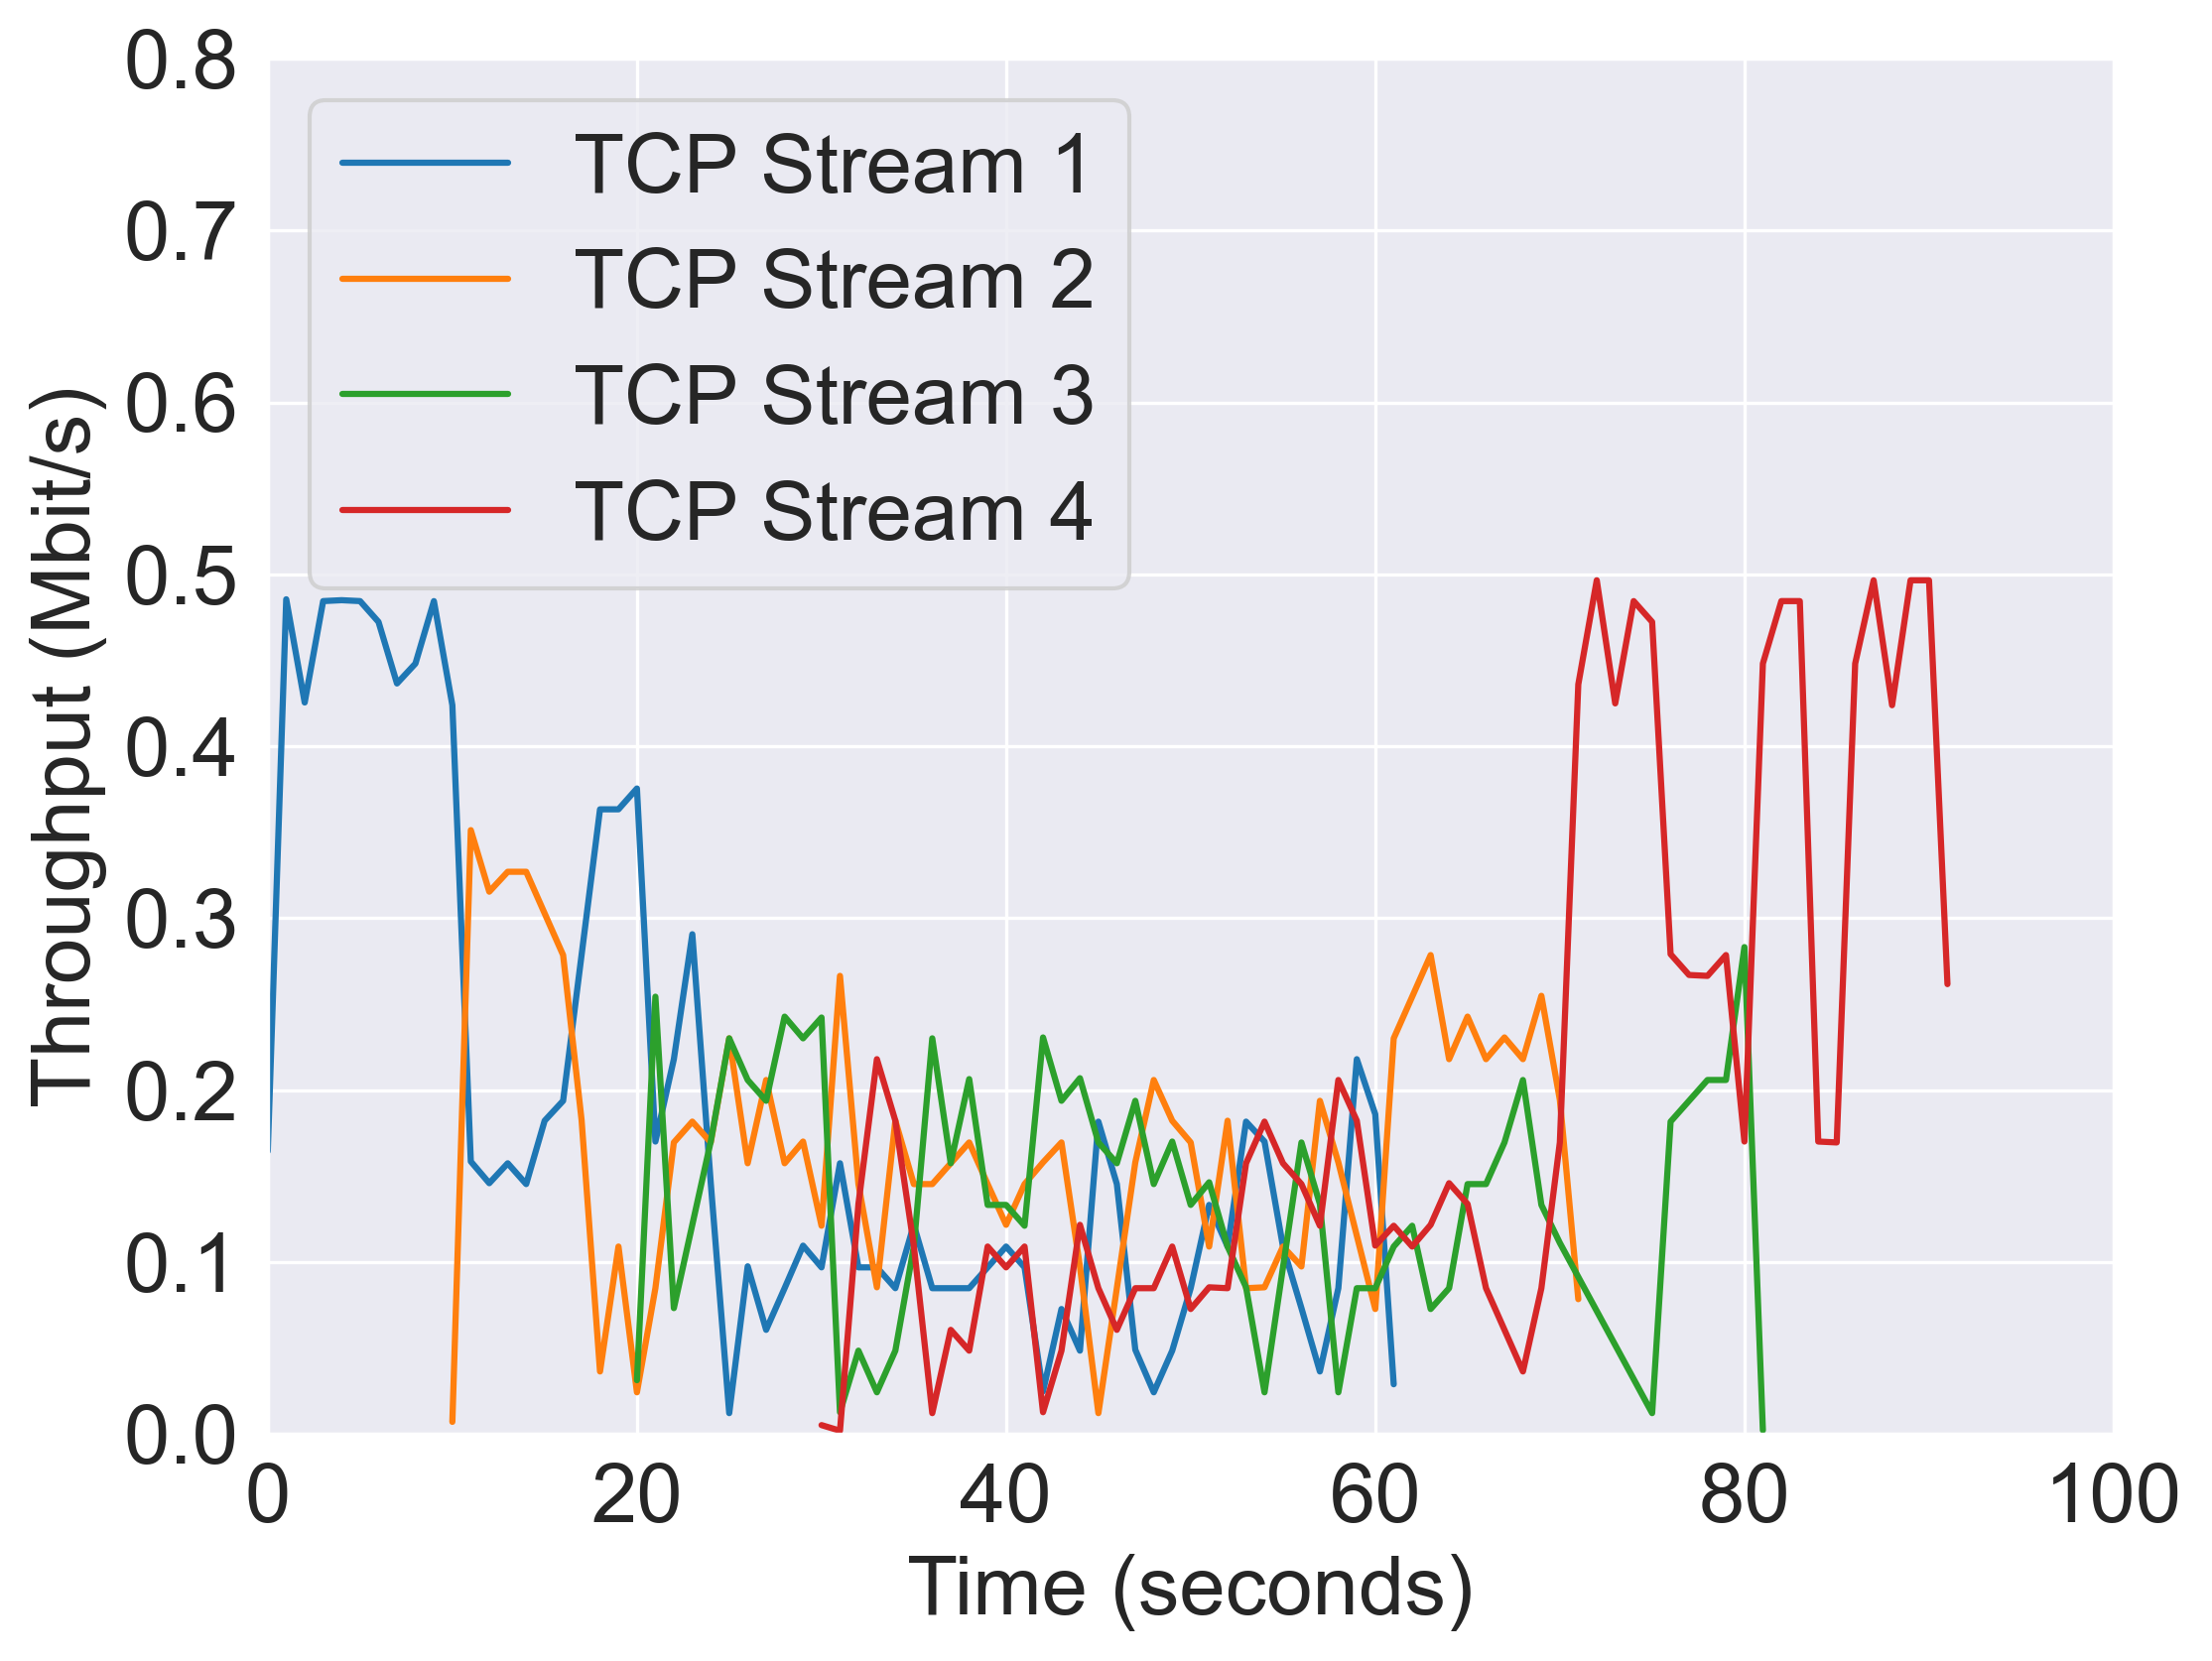 0.8
0.7
0.6
0.5
0.4
0.3
0.2
0.1
0.0
Throughput (Mbit/s)
TCP Stream 1
TCP Stream 2
TCP Stream 3
TCP Stream 4
0 20 40 60 80 100
Time (seconds)